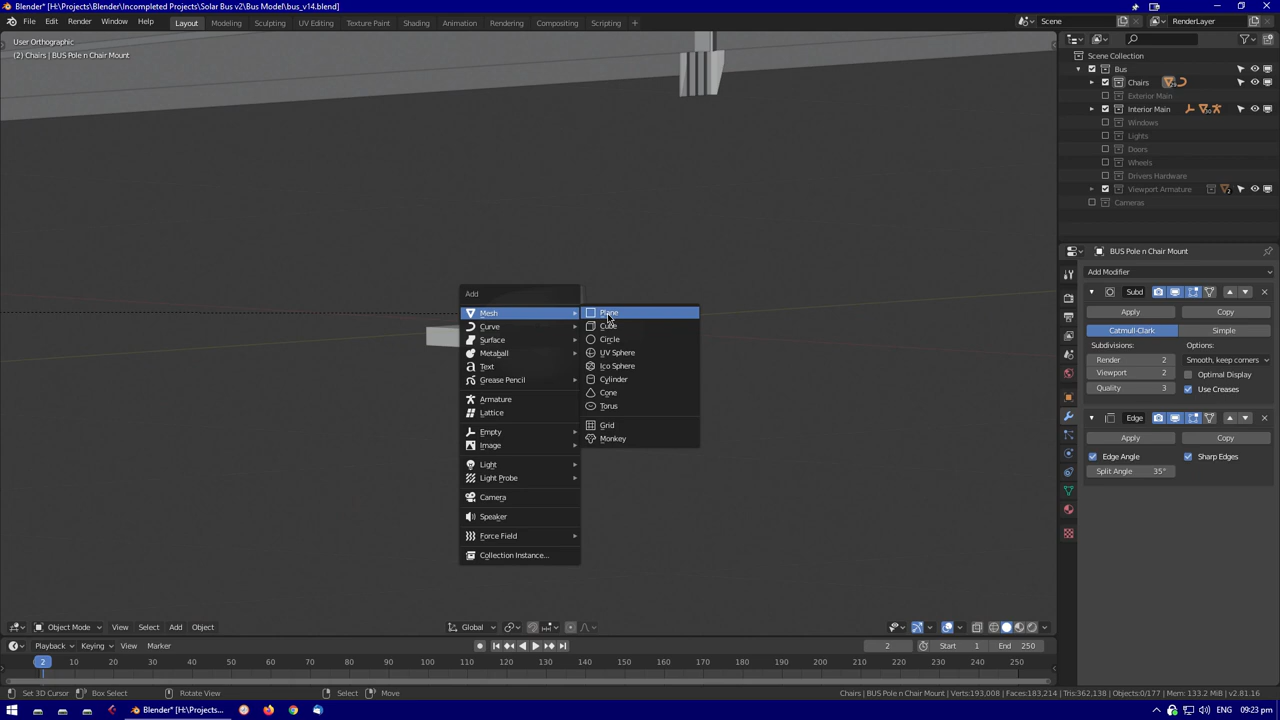 Blender* [H:\Projects\Blender\Incompleted Projects\Solar Bus v2\Bus Model\bus_v14.blend]
File Edit Render Window Help Layout Modeling Sculpting UV Editing Texture Paint Shading Animation Rendering Compositing Scripting Scene RenderLayer
User Orthographic
(2) Chairs | BUS Pole n Chair Mount
Scene Collection
Bus
Chairs
Exterior Main
Interior Main
Windows
Lights
Doors
Wheels
Drivers Hardware
Viewport Armature
Cameras
BUS Pole n Chair Mount
Add Modifier
Subd
Apply Copy
Catmull-Clark Simple
Subdivisions: Options:
Render 2 Smooth, keep corners
Viewport 2 Optimal Display
Quality 3 Use Creases
Edge
Apply Copy
Edge Angle Sharp Edges
Split Angle 35°
Add
Mesh
Curve
Surface
Metaball
Text
Grease Pencil
Armature
Lattice
Empty
Image
Light
Light Probe
Camera
Speaker
Force Field
Collection Instance...
Plane
Cube
Circle
UV Sphere
Ico Sphere
Cylinder
Cone
Torus
Grid
Monkey
Object Mode View Select Add Object Global
Playback Keying View Marker 2 Start 1 End 250
2 10 20 30 40 50 60 70 80 90 100 110 120 130 140 150 160 170 180 190 200 210 220 230 240 250
Set 3D Cursor Box Select Rotate View Select Move Chairs | BUS Pole n Chair Mount | Verts:193,008 | Faces:183,214 | Tris:362,138 | Objects:0/177 | Mem: 133.2 MiB | v2.81.16
Blender* [H:\Projects... ENG 09:23 pm